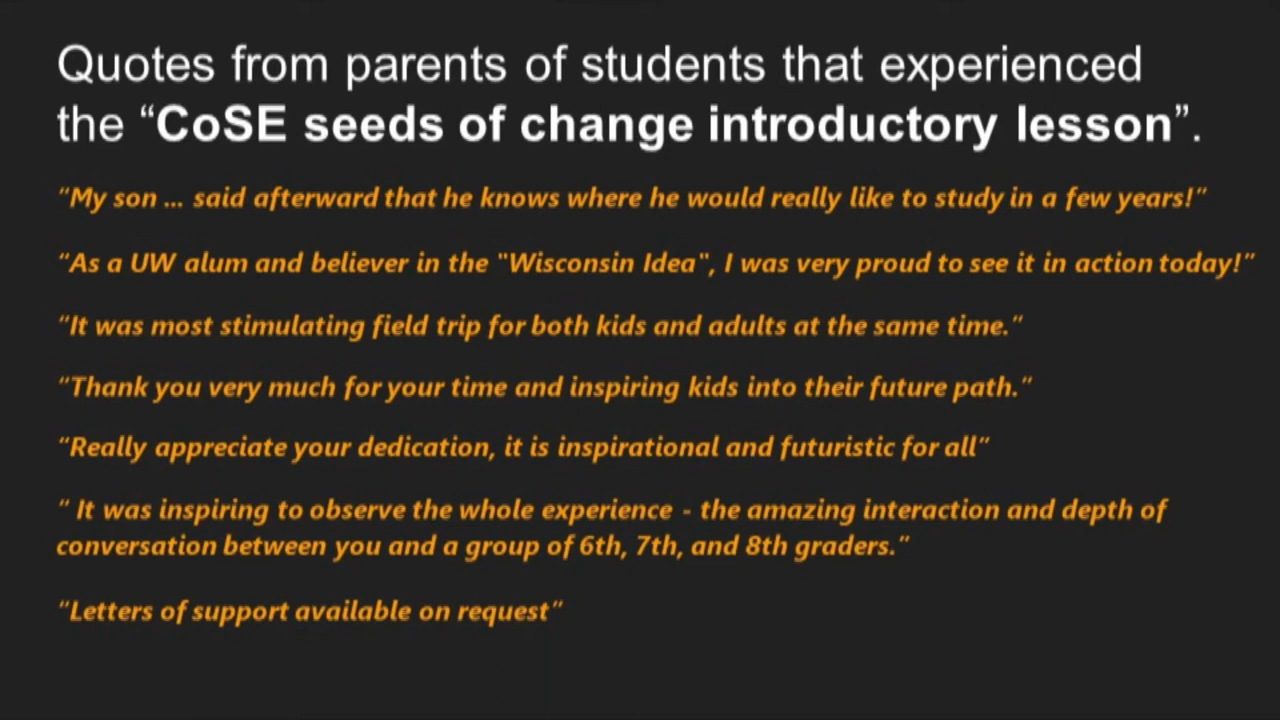 Quotes from parents of students that experienced
the “CoSE seeds of change introductory lesson”.
“My son ... said afterward that he knows where he would really like to study in a few years!”
“As a UW alum and believer in the "Wisconsin Idea", I was very proud to see it in action today!”
“It was most stimulating field trip for both kids and adults at the same time.”
“Thank you very much for your time and inspiring kids into their future path.”
“Really appreciate your dedication, it is inspirational and futuristic for all”
“ It was inspiring to observe the whole experience - the amazing interaction and depth of
conversation between you and a group of 6th, 7th, and 8th graders.”
“Letters of support available on request”